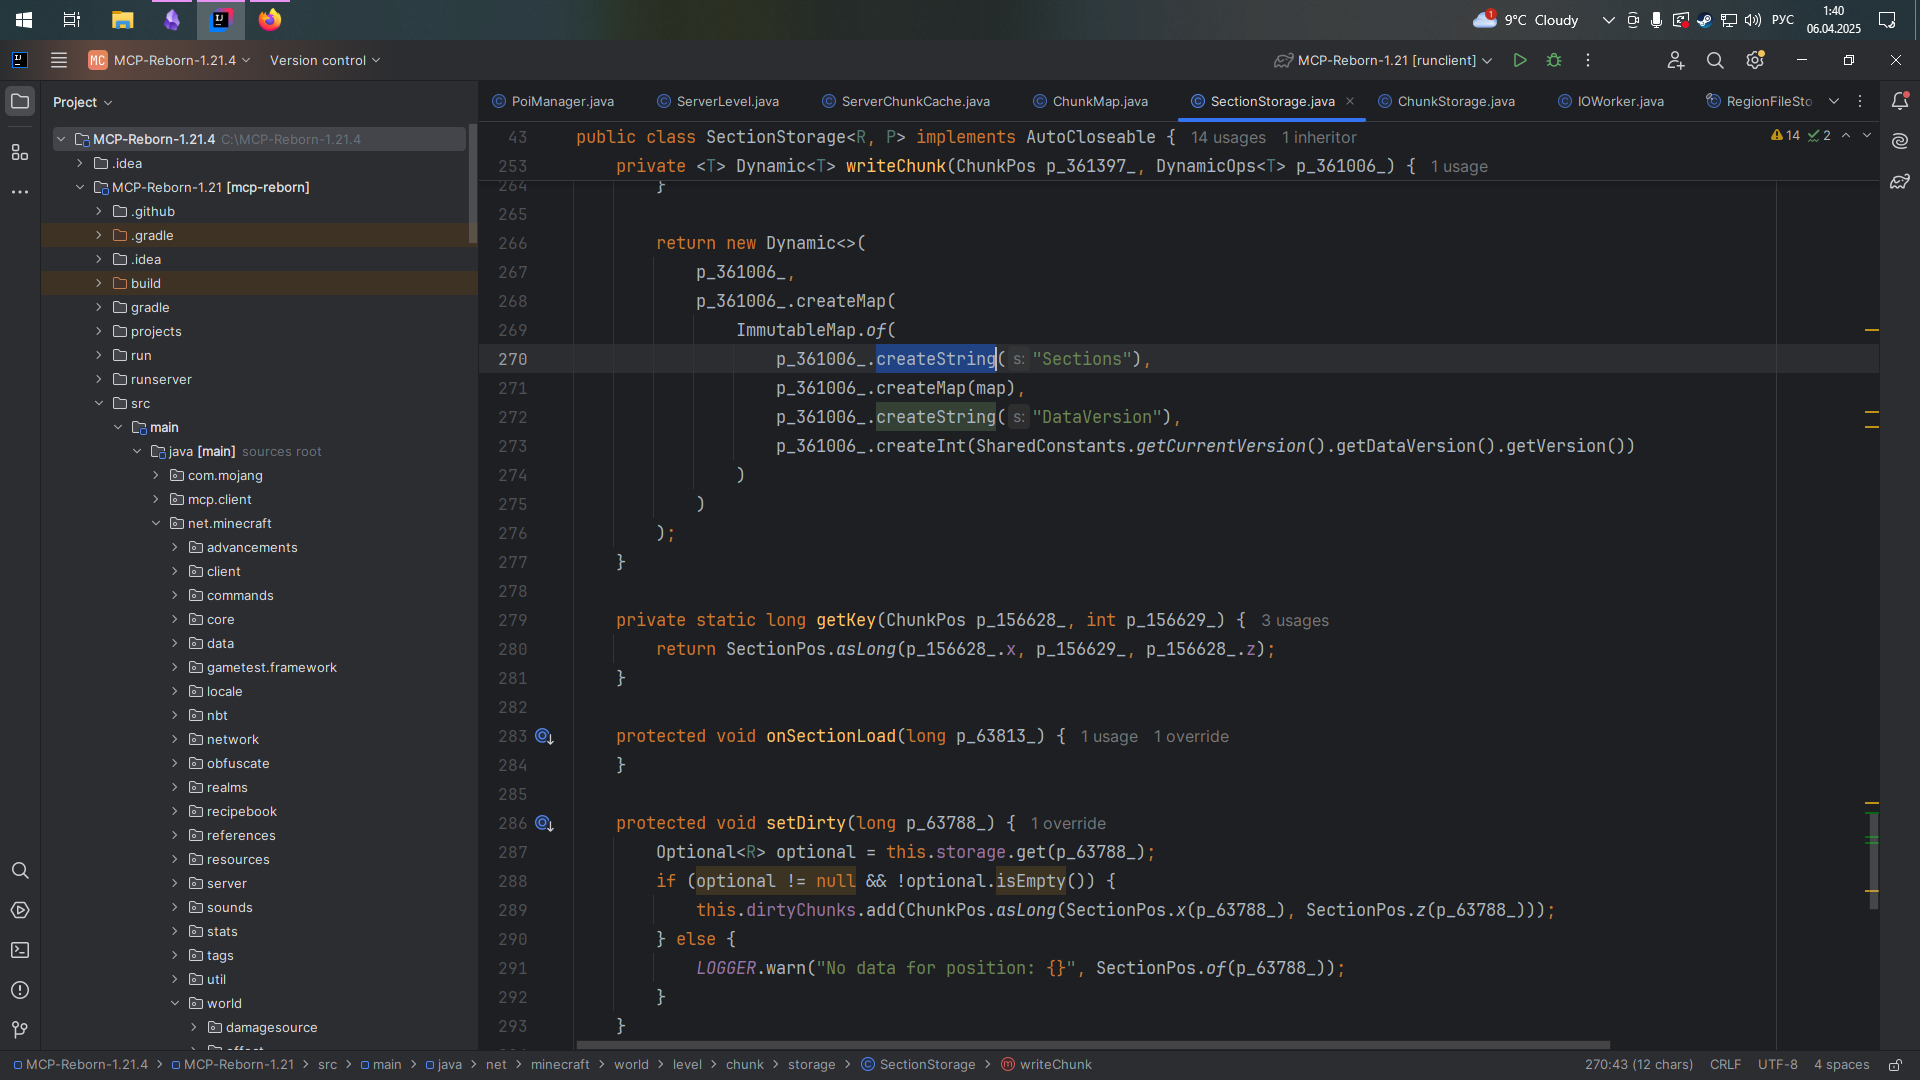 9°C Cloudy
РУС
1:40
06.04.2025
MC MCP-Reborn-1.21.4
Version control
MCP-Reborn-1.21 [runclient]
Project
PoiManager.java
ServerLevel.java
ServerChunkCache.java
ChunkMap.java
SectionStorage.java
ChunkStorage.java
IOWorker.java
RegionFileSto
MCP-Reborn-1.21.4 C:\MCP-Reborn-1.21.4
.idea
MCP-Reborn-1.21 [mcp-reborn]
.github
.gradle
.idea
build
gradle
projects
run
runserver
src
main
java [main] sources root
com.mojang
mcp.client
net.minecraft
advancements
client
commands
core
data
gametest.framework
locale
nbt
network
obfuscate
realms
recipebook
references
resources
server
sounds
stats
tags
util
world
damagesource
43 public class SectionStorage<R, P> implements AutoCloseable { 14 usages 1 inheritor
14 2
253 private <T> Dynamic<T> writeChunk(ChunkPos p_361397_, DynamicOps<T> p_361006_) { 1 usage
264 }
265
266 return new Dynamic<>(
267 p_361006_,
268 p_361006_.createMap(
269 ImmutableMap.of(
270 p_361006_.createString( s: "Sections"),
271 p_361006_.createMap(map),
272 p_361006_.createString( s: "DataVersion"),
273 p_361006_.createInt(SharedConstants.getCurrentVersion().getDataVersion().getVersion())
274 )
275 )
276 );
277 }
278
279 private static long getKey(ChunkPos p_156628_, int p_156629_) { 3 usages
280 return SectionPos.asLong(p_156628_.x, p_156629_, p_156628_.z);
281 }
282
283 protected void onSectionLoad(long p_63813_) { 1 usage 1 override
284 }
285
286 protected void setDirty(long p_63788_) { 1 override
287 Optional<R> optional = this.storage.get(p_63788_);
288 if (optional != null && !optional.isEmpty()) {
289 this.dirtyChunks.add(ChunkPos.asLong(SectionPos.x(p_63788_), SectionPos.z(p_63788_)));
290 } else {
291 LOGGER.warn("No data for position: {}", SectionPos.of(p_63788_));
292 }
293 }
MCP-Reborn-1.21.4 > MCP-Reborn-1.21 > src > main > java > net > minecraft > world > level > chunk > storage > SectionStorage > writeChunk
270:43 (12 chars) CRLF UTF-8 4 spaces